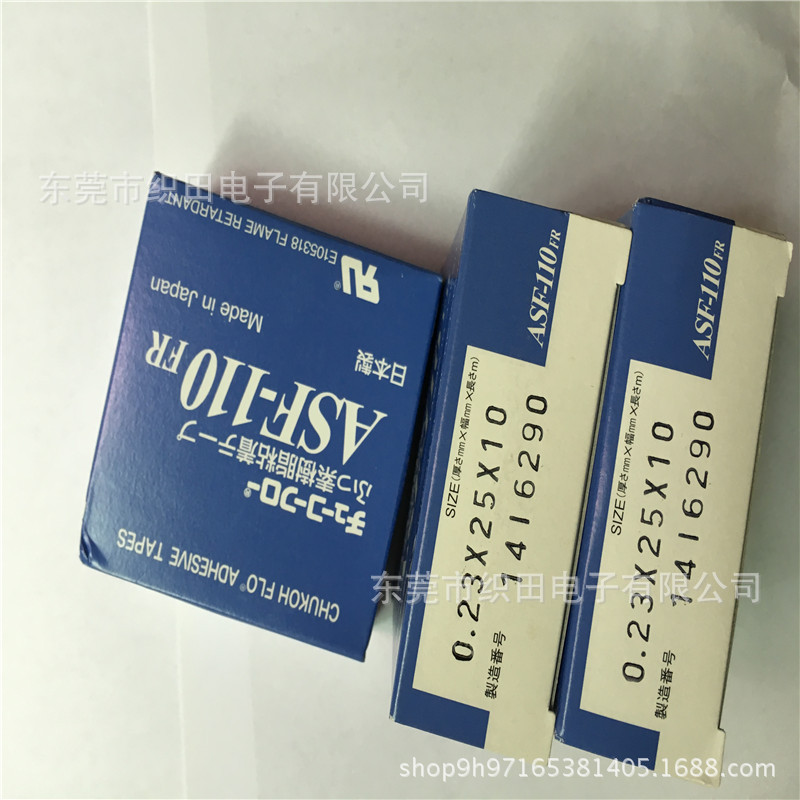 東莞市织田电子有限公司
CHUKOH FLO® ADHESIVE TAPES
チューコーフロー®
ふっ素樹脂粘着テープ
ASF-110 FR
日本製
Made in Japan
E105318 FLAME RETARDANT
ASF-110 FR
SIZE(厚さmm×幅mm×長さm)
0.23X25X10
製造番号
1416290
ASF-110 FR
SIZE(厚さmm×幅mm×長さm)
0.23X25X10
製造番号
1416290
东莞市织田电子有限公司
shop9h97165381405.1688.com